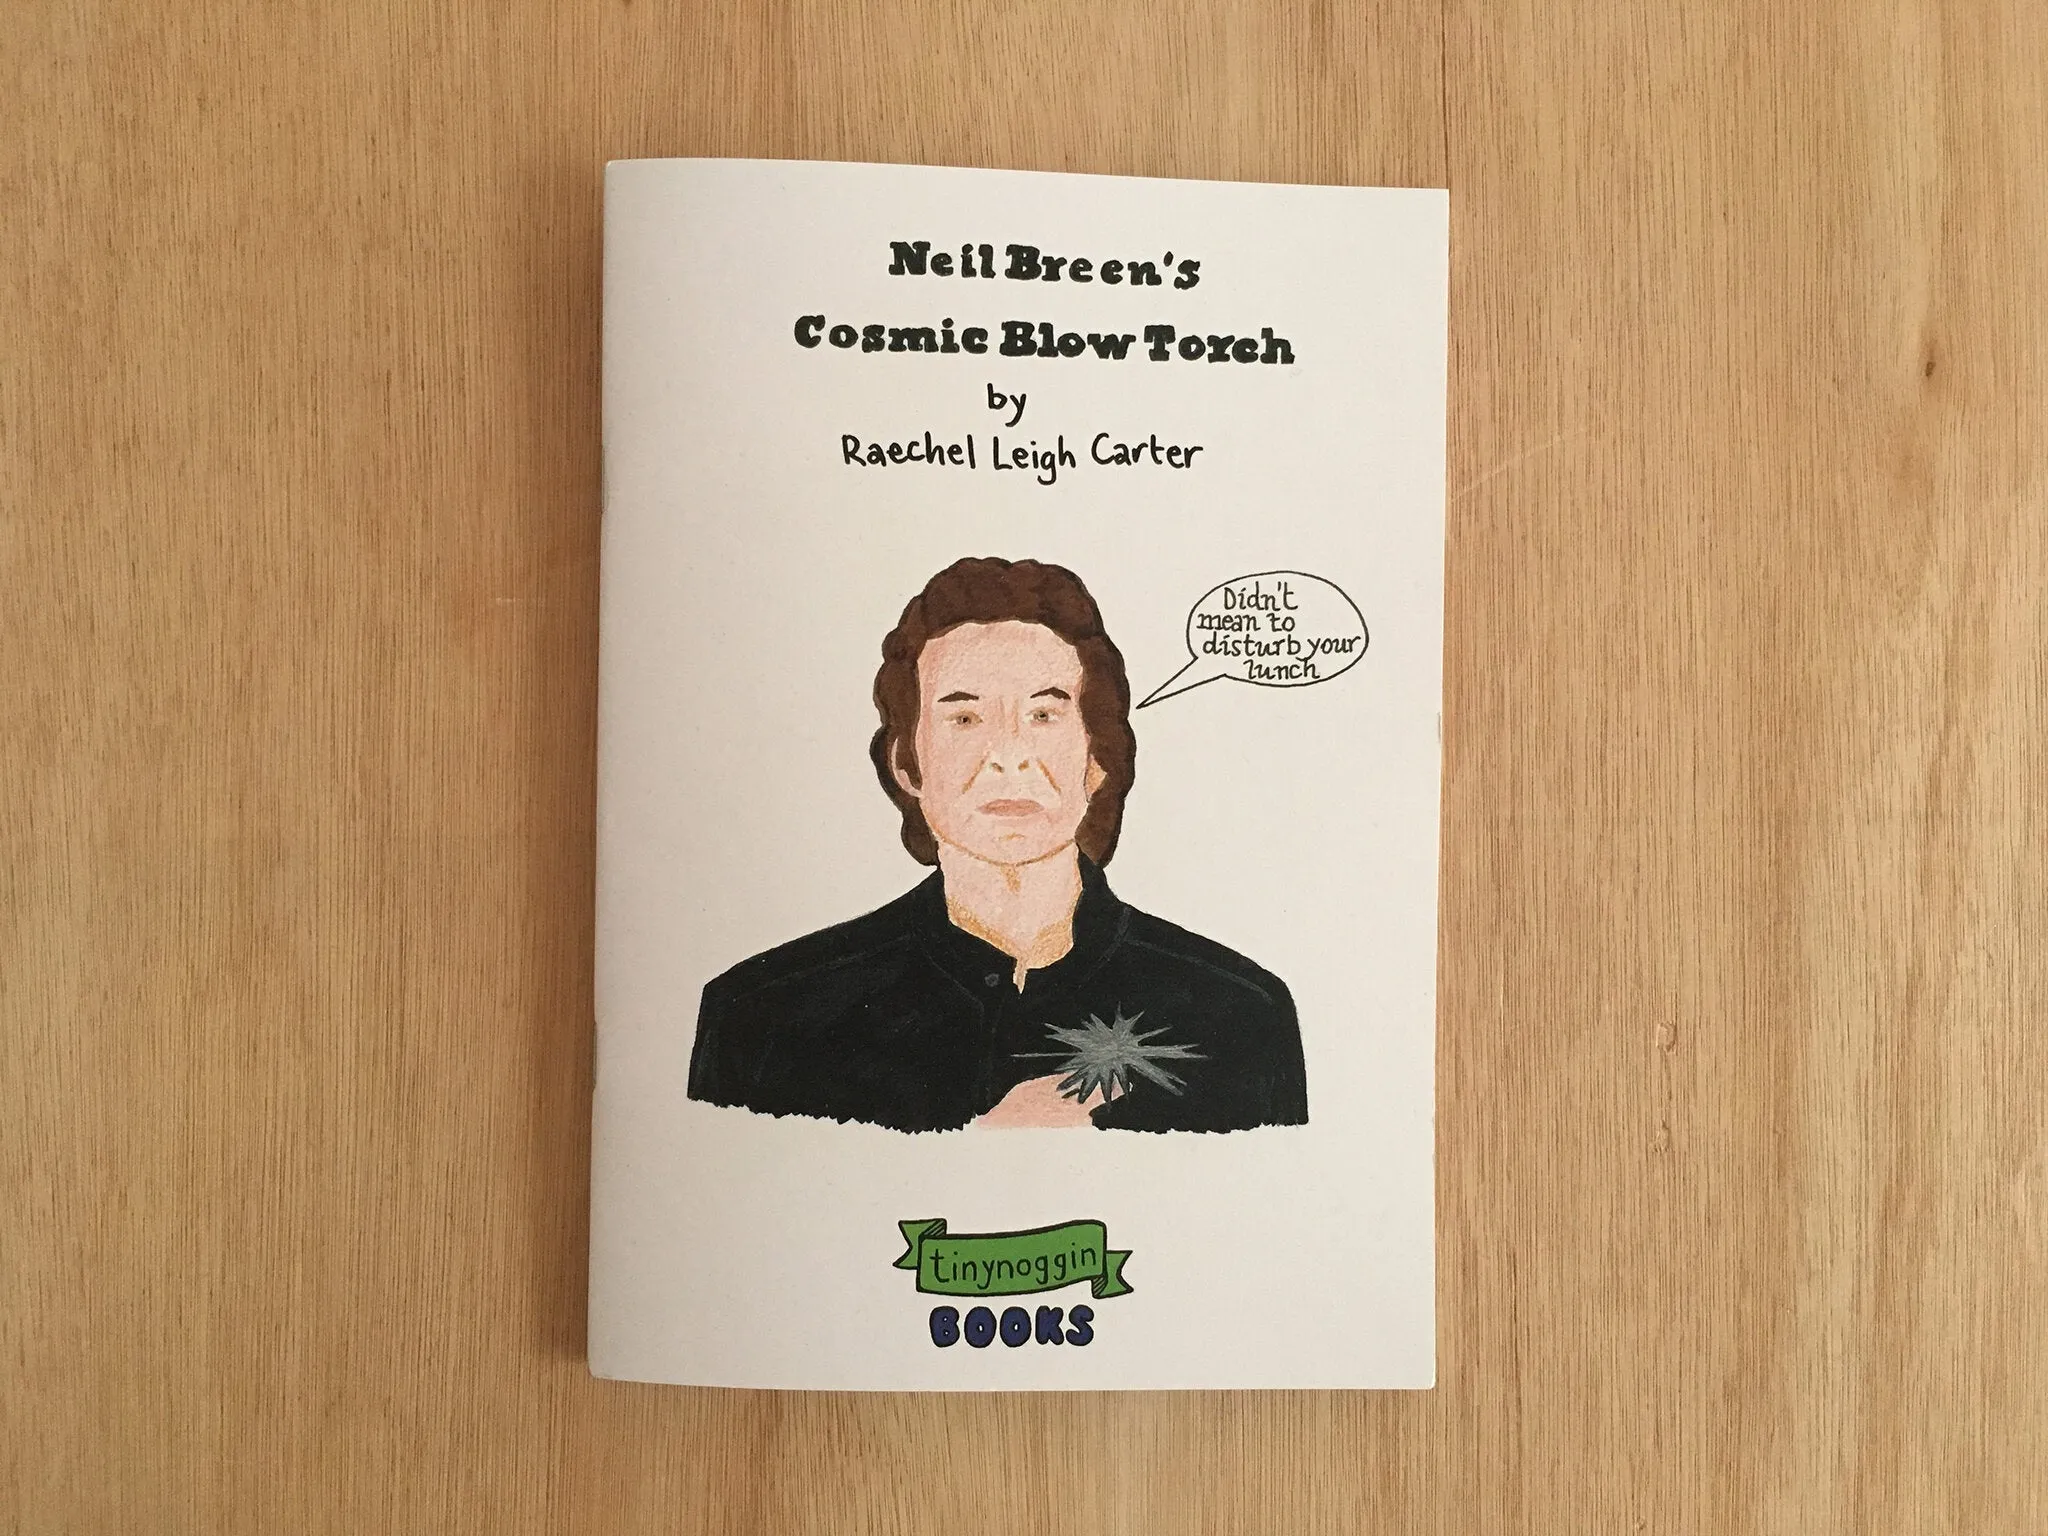 Neil Breen's
Cosmic Blow Torch
by
Raechel Leigh Carter
Didn't
mean to
disturb your
lunch
tinynoggin
BOOKS